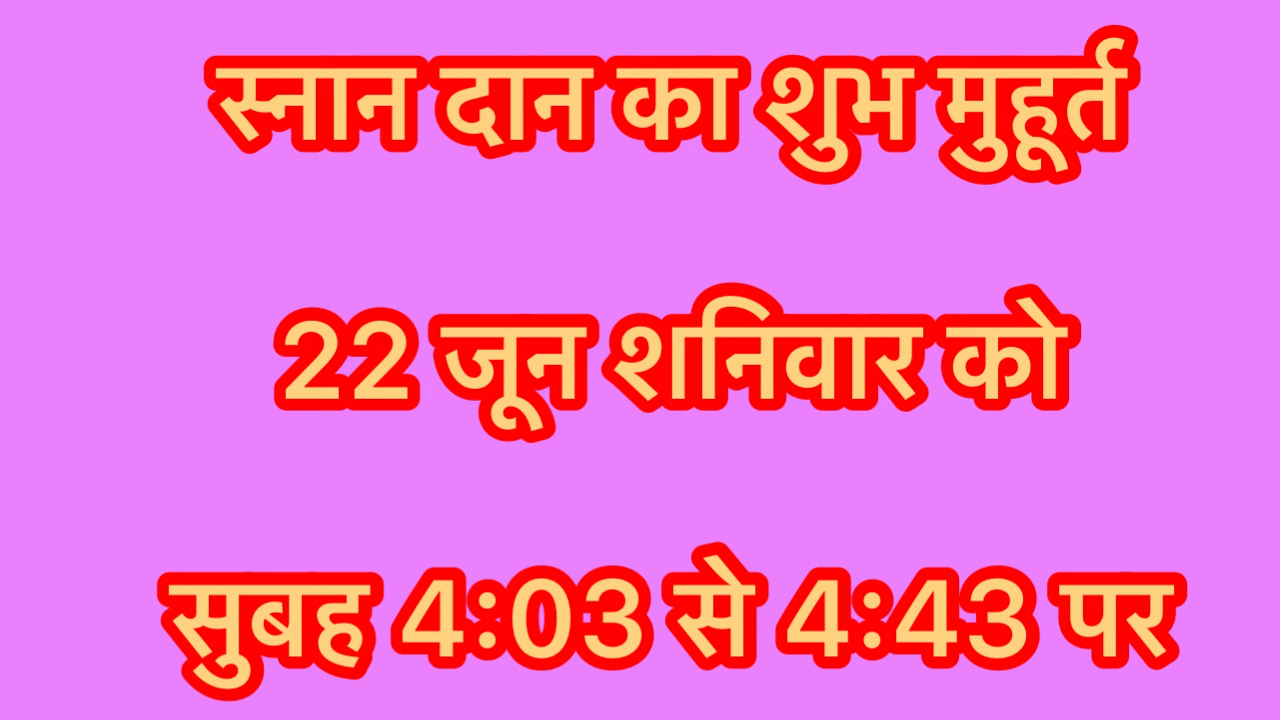 स्नान दान का शुभ मुहूर्त
22 जून शनिवार को
सुबह 4:03 से 4:43 पर